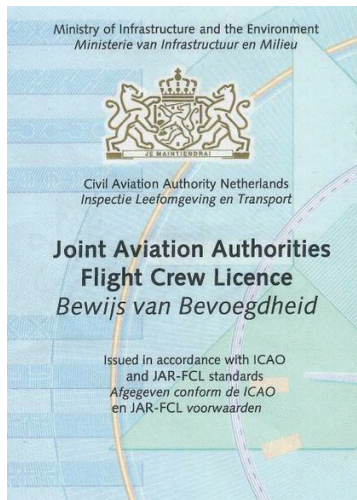 Ministry of Infrastructure and the Environment
Ministerie van Infrastructuur en Milieu
JE MAINTIENDRAI
Civil Aviation Authority Netherlands
Inspectie Leefomgeving en Transport
Joint Aviation Authorities
Flight Crew Licence
Bewijs van Bevoegdheid
Issued in accordance with ICAO
and JAR-FCL standards
Afgegeven conform de ICAO
en JAR-FCL voorwaarden